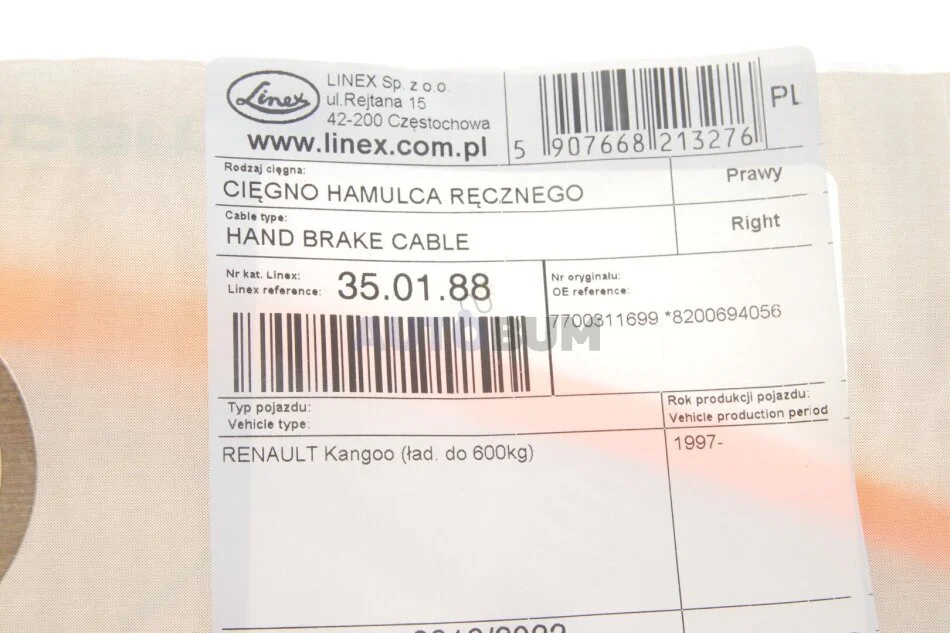 Linex
LINEX Sp. z o.o.
ul.Rejtana 15
42-200 Częstochowa
www.linex.com.pl
5 907668 213276
PL
Rodzaj cięgna:
CIĘGNO HAMULCA RĘCZNEGO
Prawy
Cable type:
HAND BRAKE CABLE
Right
Nr kat. Linex:
Linex reference:
35.01.88
Nr oryginału:
OE reference:
7700311699 *8200694056
AUTOBUM
Typ pojazdu:
Vehicle type:
Rok produkcji pojazdu:
Vehicle production period
RENAULT Kangoo (ład. do 600kg)
1997-